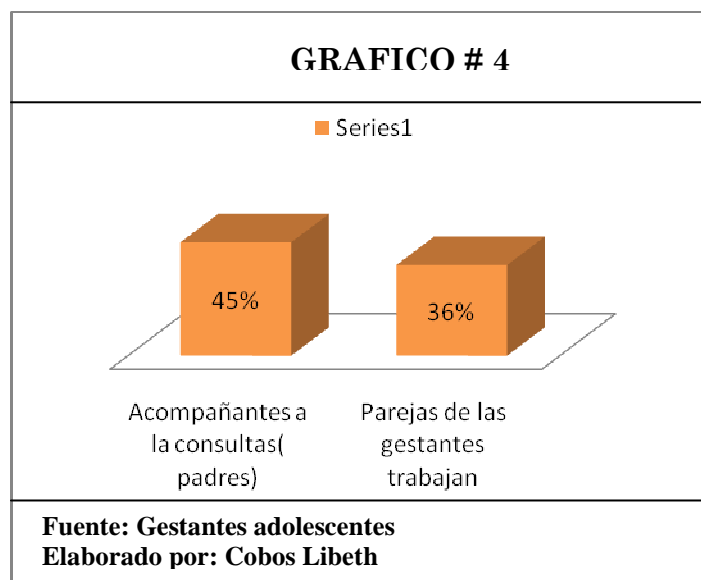 GRAFICO # 4
Series1
45%
36%
Acompañantes a
la consultas(
padres)
Parejas de las
gestantes
trabajan
Fuente: Gestantes adolescentes
Elaborado por: Cobos Libeth